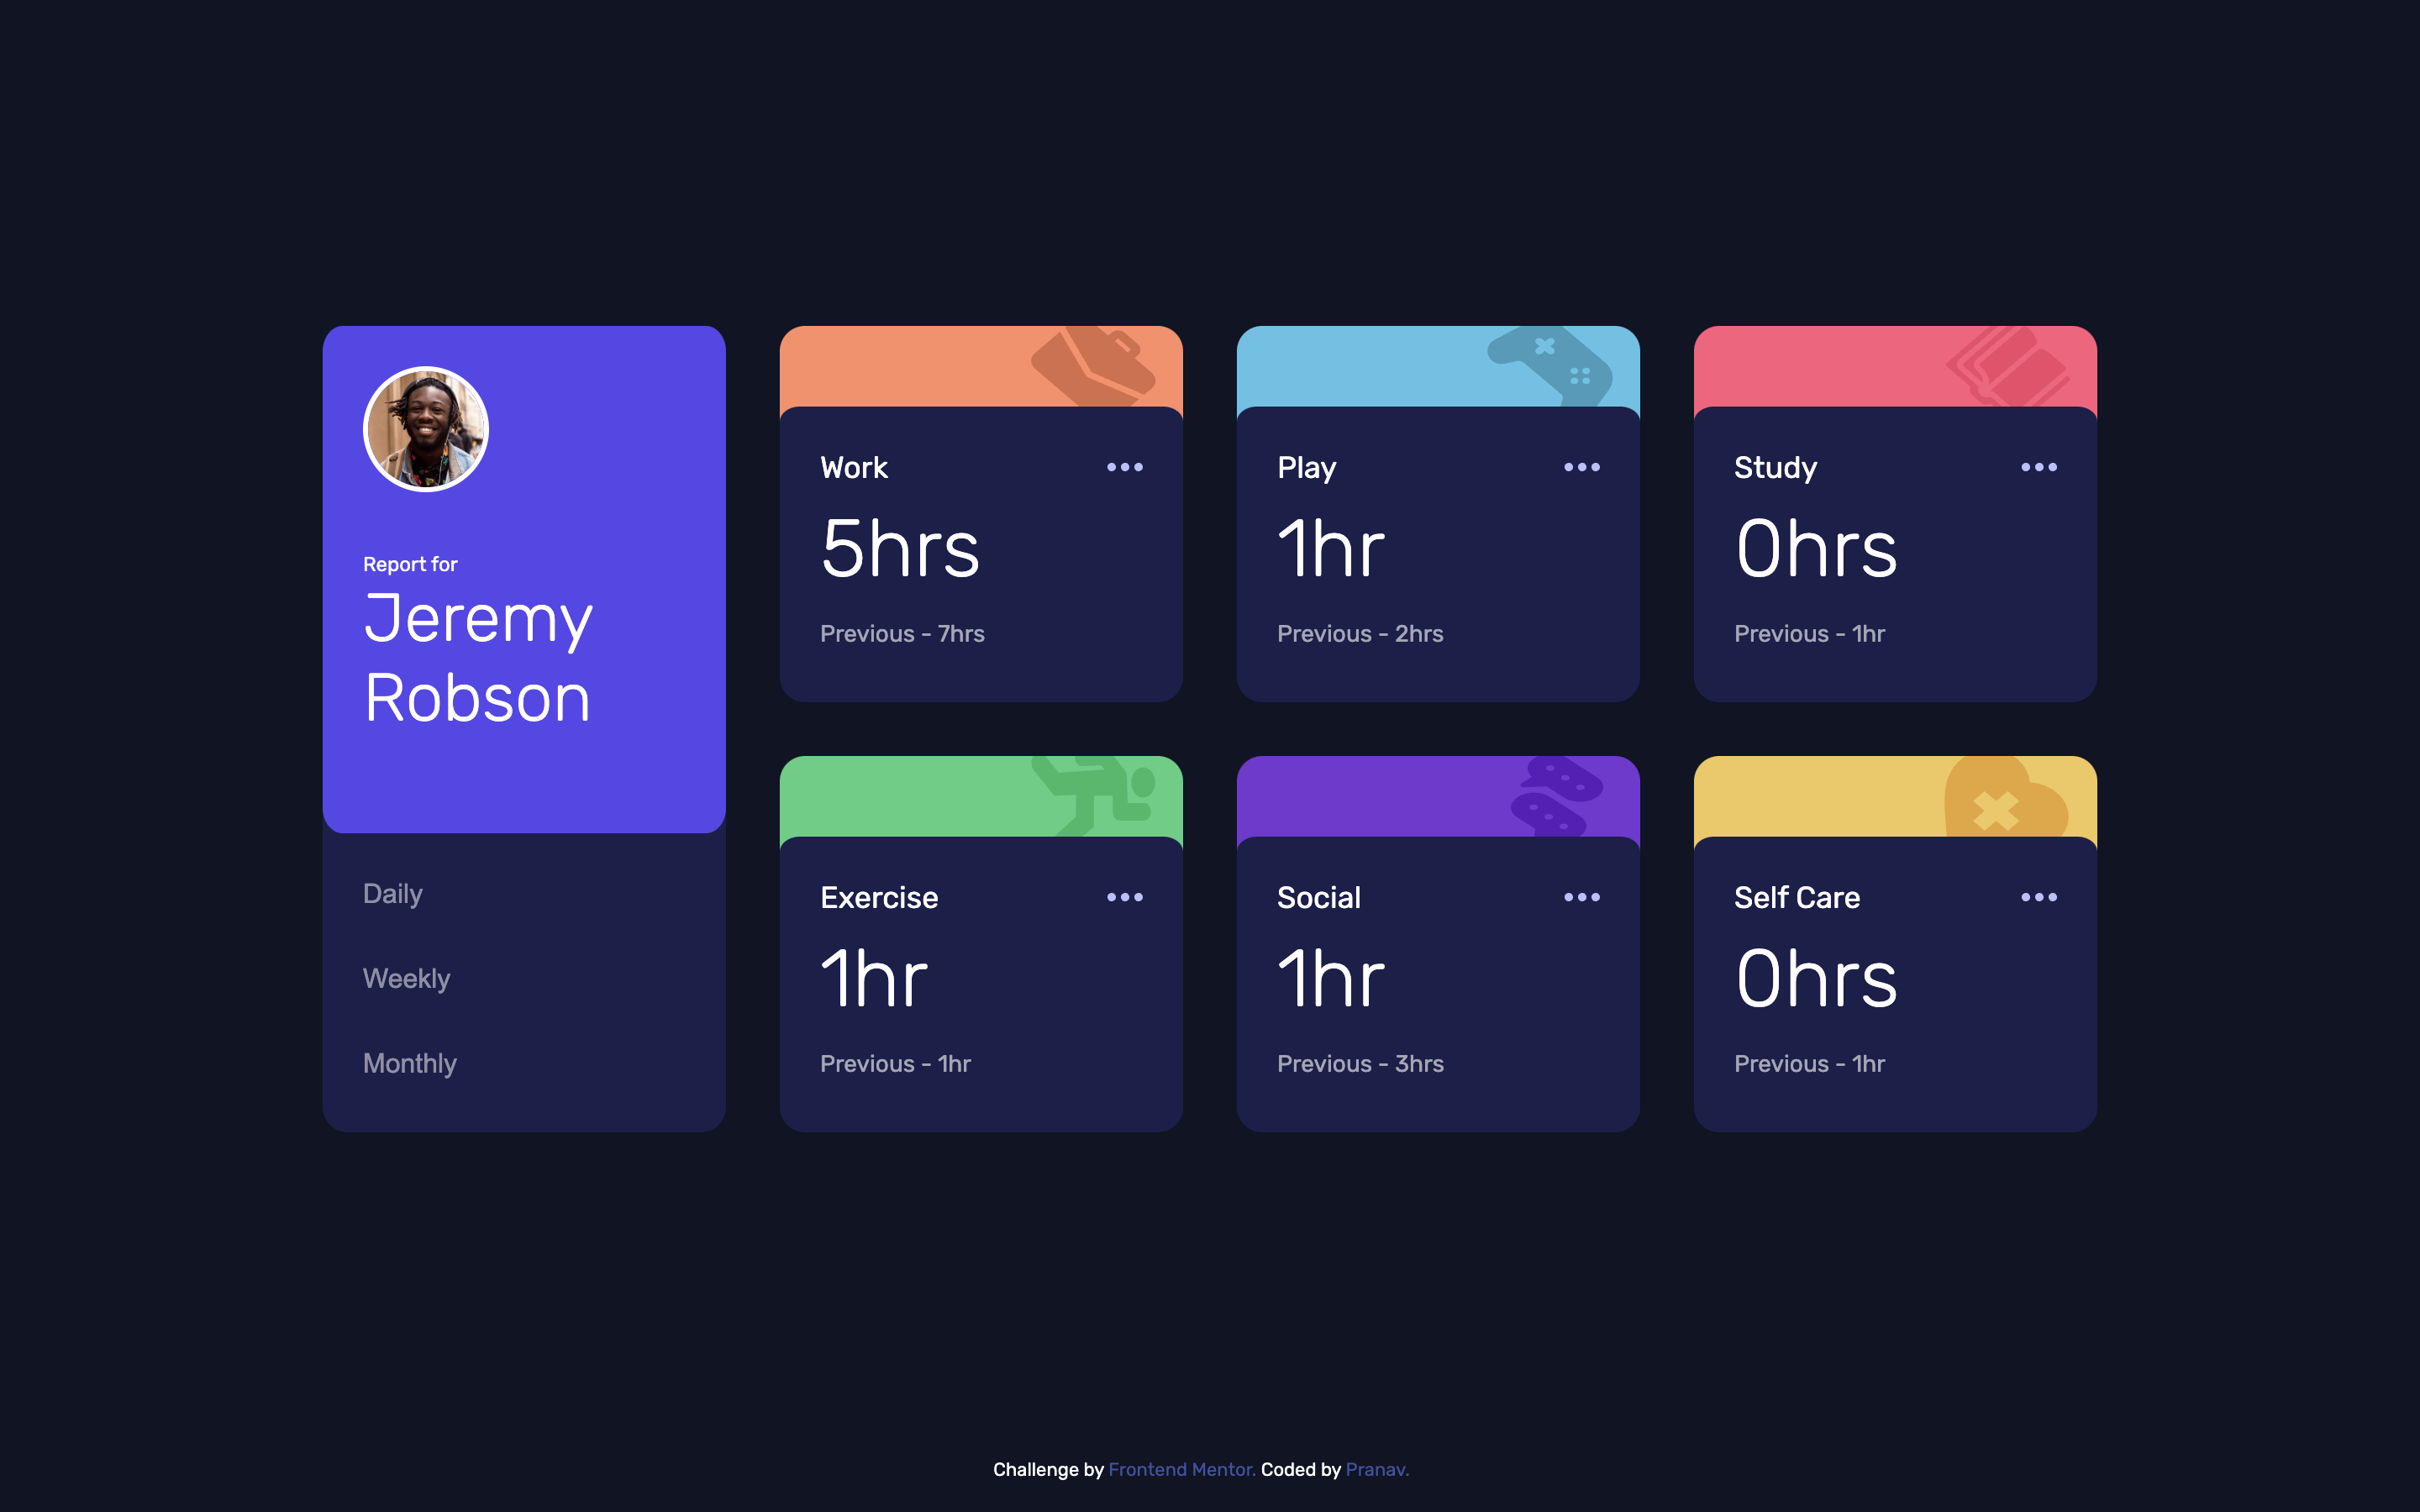 Report for
Jeremy
Robson
Daily
Weekly
Monthly
Work
5hrs
Previous - 7hrs
Play
1hr
Previous - 2hrs
Study
0hrs
Previous - 1hr
Exercise
1hr
Previous - 1hr
Social
1hr
Previous - 3hrs
Self Care
0hrs
Previous - 1hr
Challenge by Frontend Mentor. Coded by Pranav.